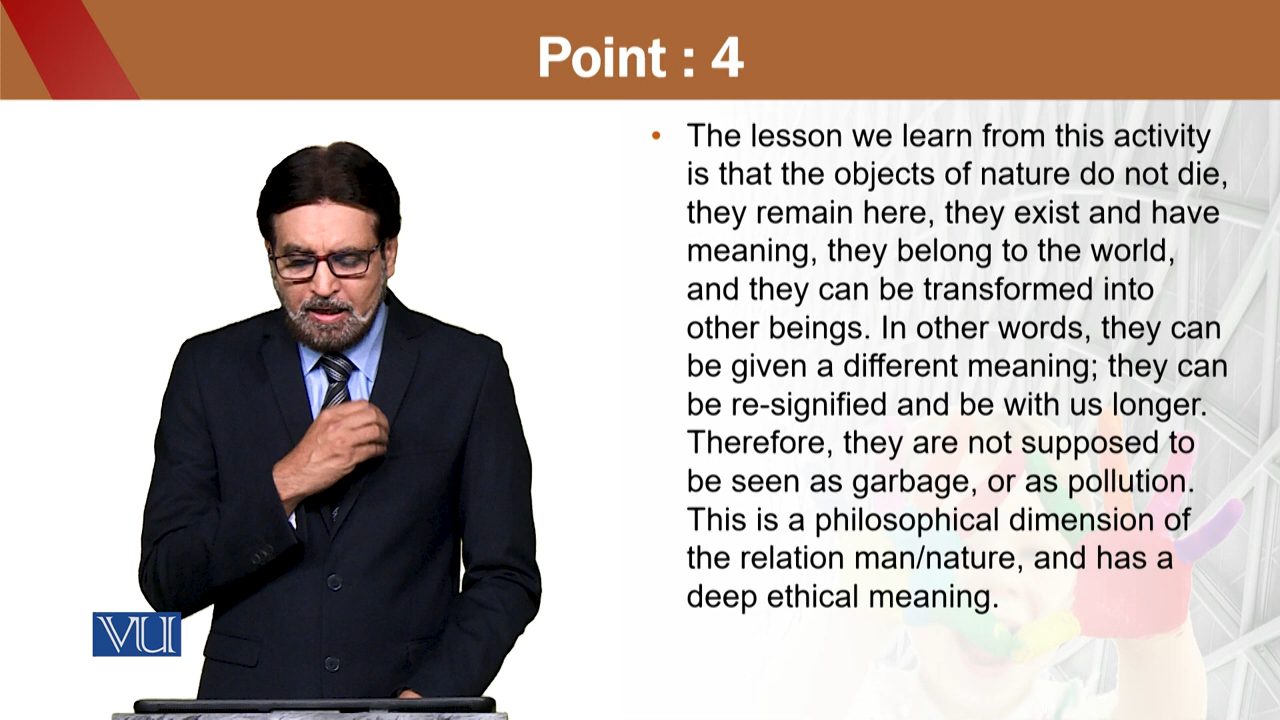 Point : 4
• The lesson we learn from this activity
is that the objects of nature do not die,
they remain here, they exist and have
meaning, they belong to the world,
and they can be transformed into
other beings. In other words, they can
be given a different meaning; they can
be re-signified and be with us longer.
Therefore, they are not supposed to
be seen as garbage, or as pollution.
This is a philosophical dimension of
the relation man/nature, and has a
deep ethical meaning.
VU